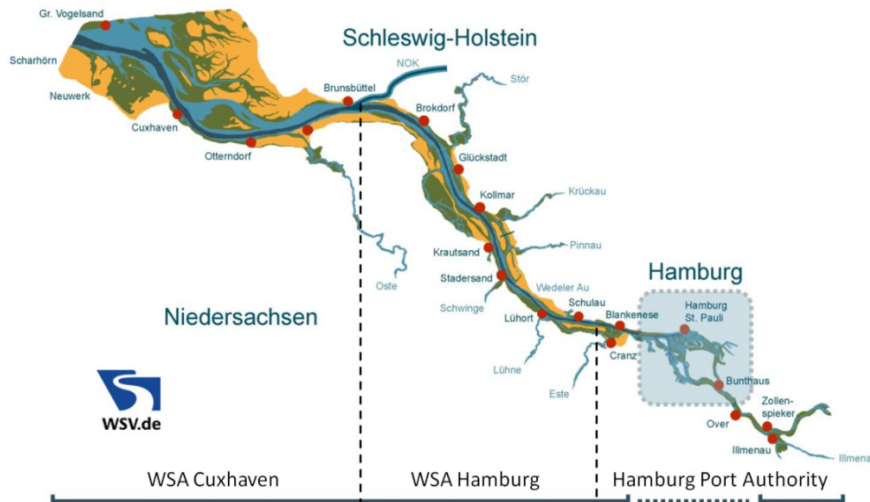 Gr. Vogelsand
Schleswig-Holstein
NOK
Scharhörn
Stör
Neuwerk
Brunsbüttel
Brokdorf
Cuxhaven
Otterndorf
Glückstadt
Kollmar
Krückau
Krautsand
Pinnau
Oste
Stadersand
Hamburg
Wedeler Au
Schwinge
Schulau
Hamburg
St. Pauli
Niedersachsen
Lühort
Blankenese
Cranz
Lühne
Bunthaus
Este
Zollen-
spieker
Over
WSV.de
Illmenau
Illmena
WSA Cuxhaven
WSA Hamburg
Hamburg Port Authority